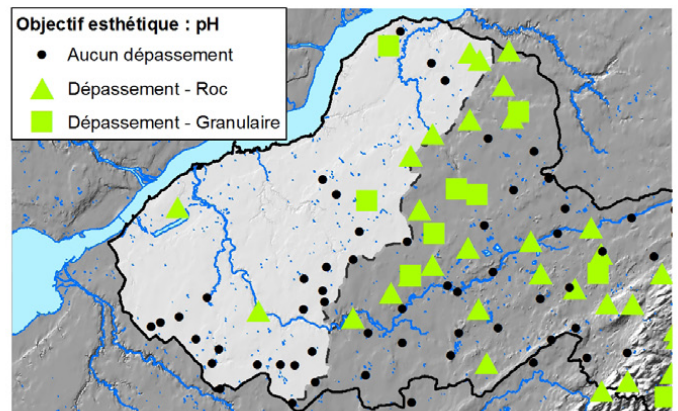 Objectif esthétique : pH
Aucun dépassement
Dépassement - Roc
Dépassement - Granulaire